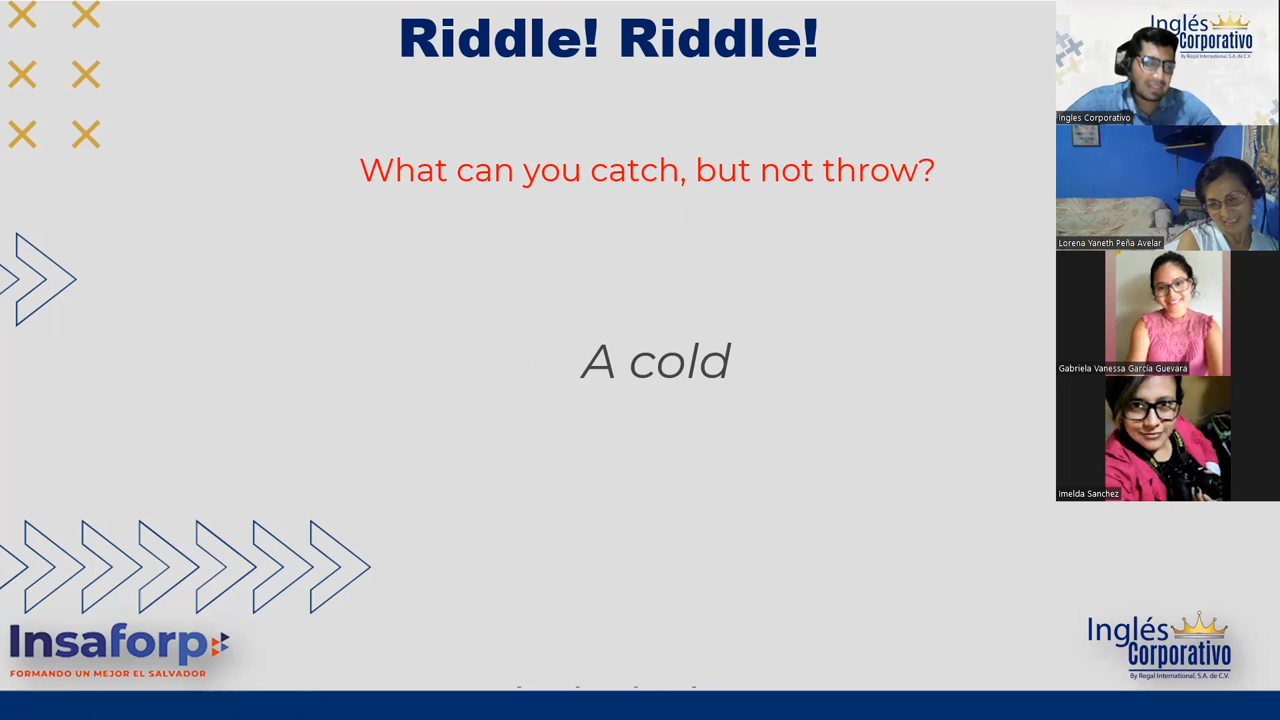 Riddle! Riddle!
What can you catch, but not throw?
A cold
Insaforp
FORMANDO UN MEJOR EL SALVADOR
Inglés
Corporativo
By Regal International, S.A. de C.V.
Inglés
Corporativo
By Regal International, S.A. de C.V.
Ingles Corporativo
Lorena Yaneth Peña Avelar
Gabriela Vanessa García Guevara
Imelda Sanchez